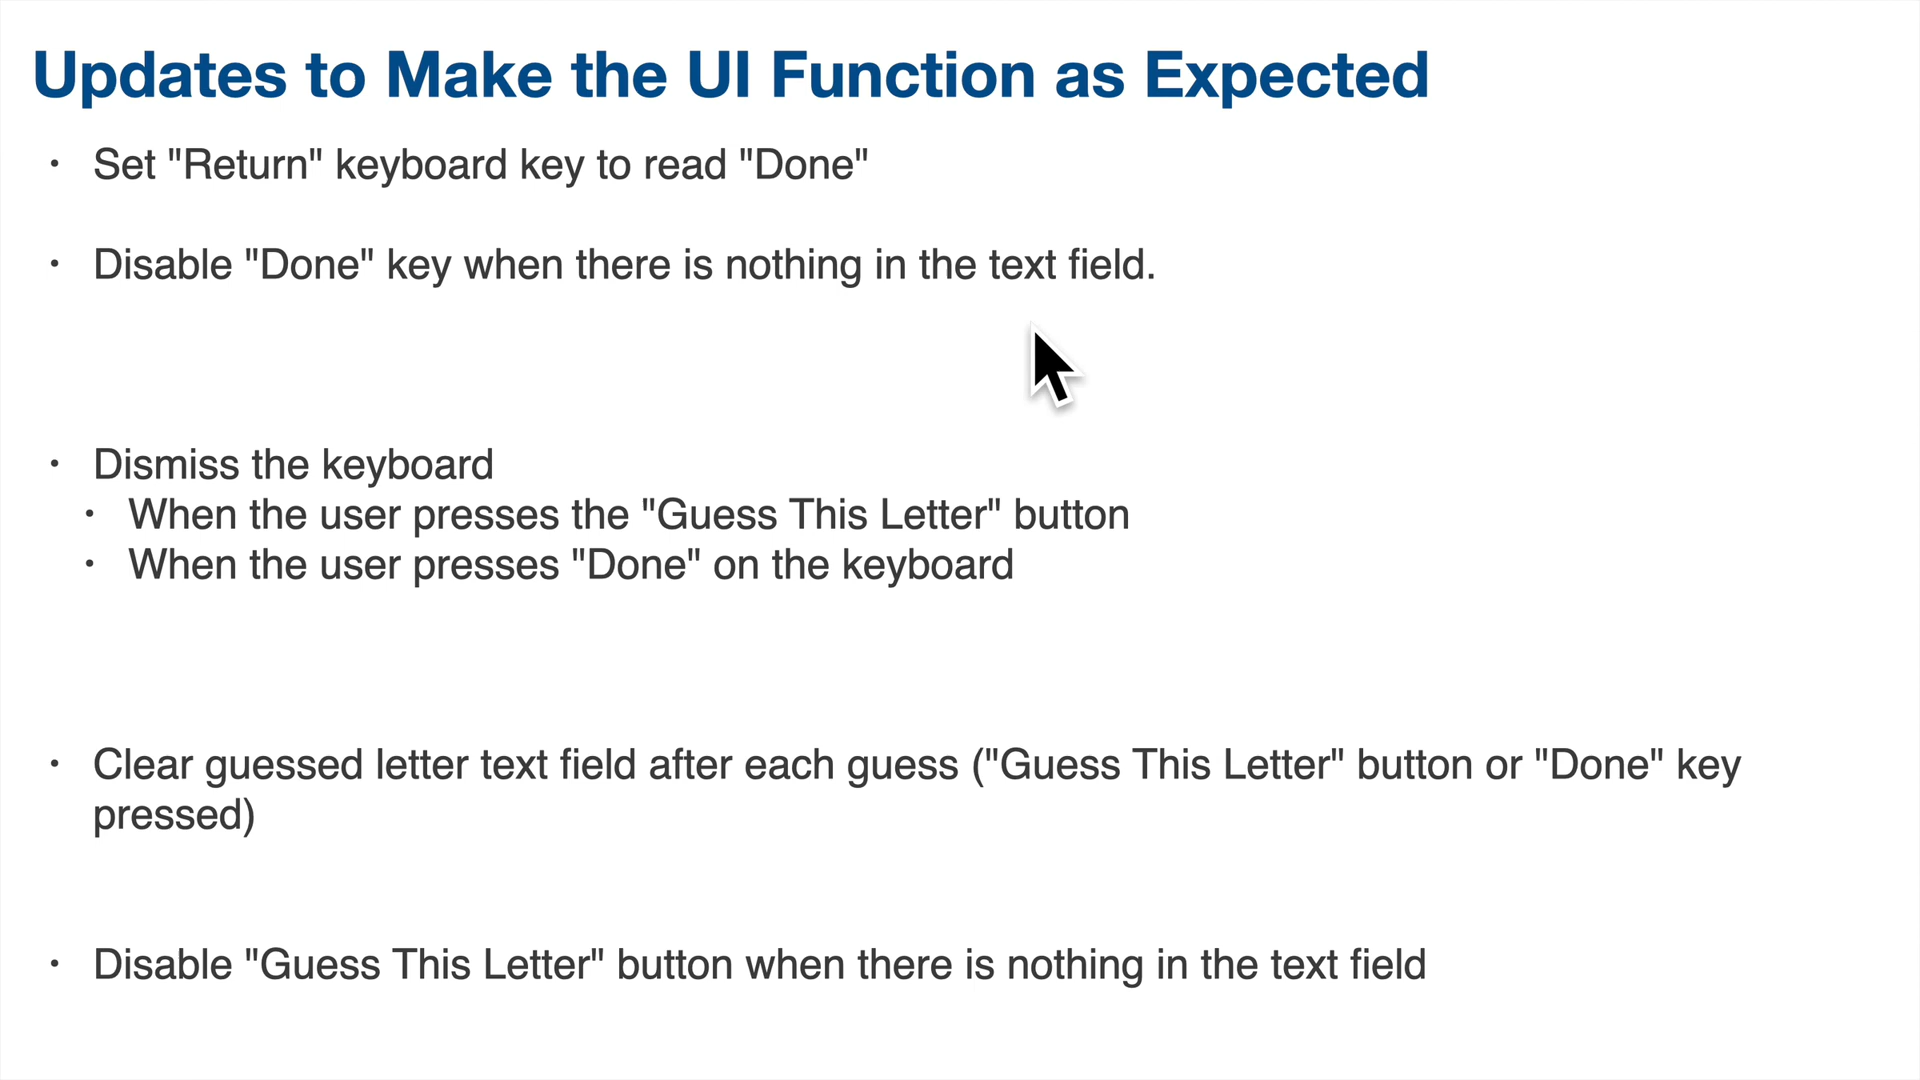 Updates to Make the UI Function as Expected
• Set "Return" keyboard key to read "Done"
• Disable "Done" key when there is nothing in the text field.
• Dismiss the keyboard
• When the user presses the "Guess This Letter" button
• When the user presses "Done" on the keyboard
• Clear guessed letter text field after each guess ("Guess This Letter" button or "Done" key
pressed)
• Disable "Guess This Letter" button when there is nothing in the text field